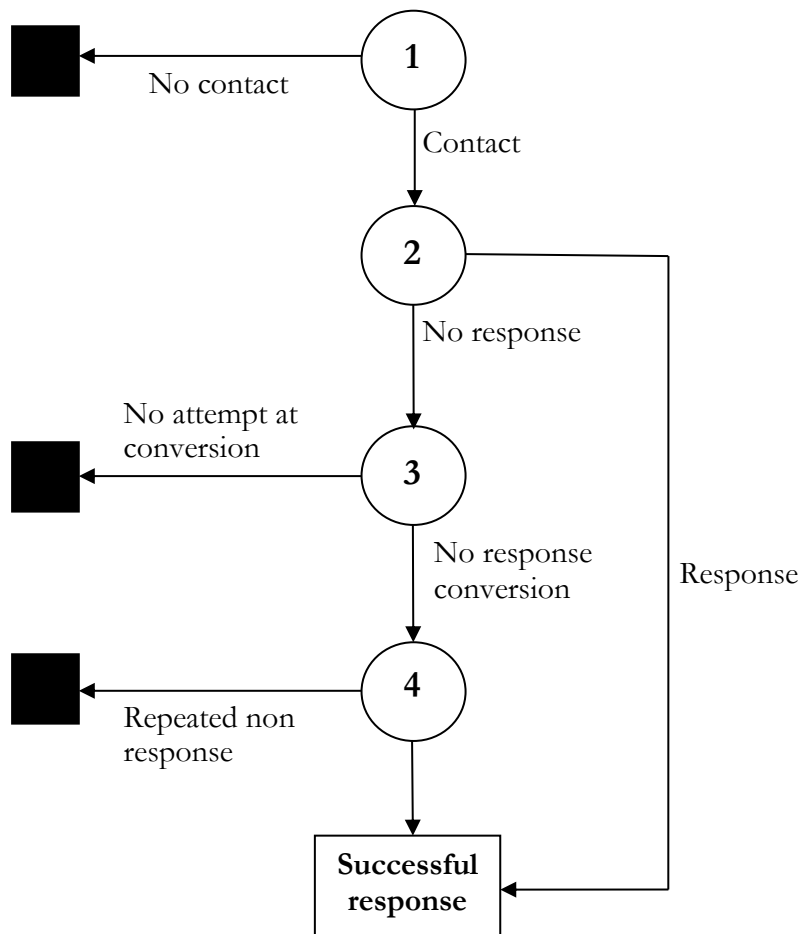 1
No contact
Contact
2
No response
No attempt at
conversion
3
No response
conversion
Response
4
Repeated non
response
Successful
response